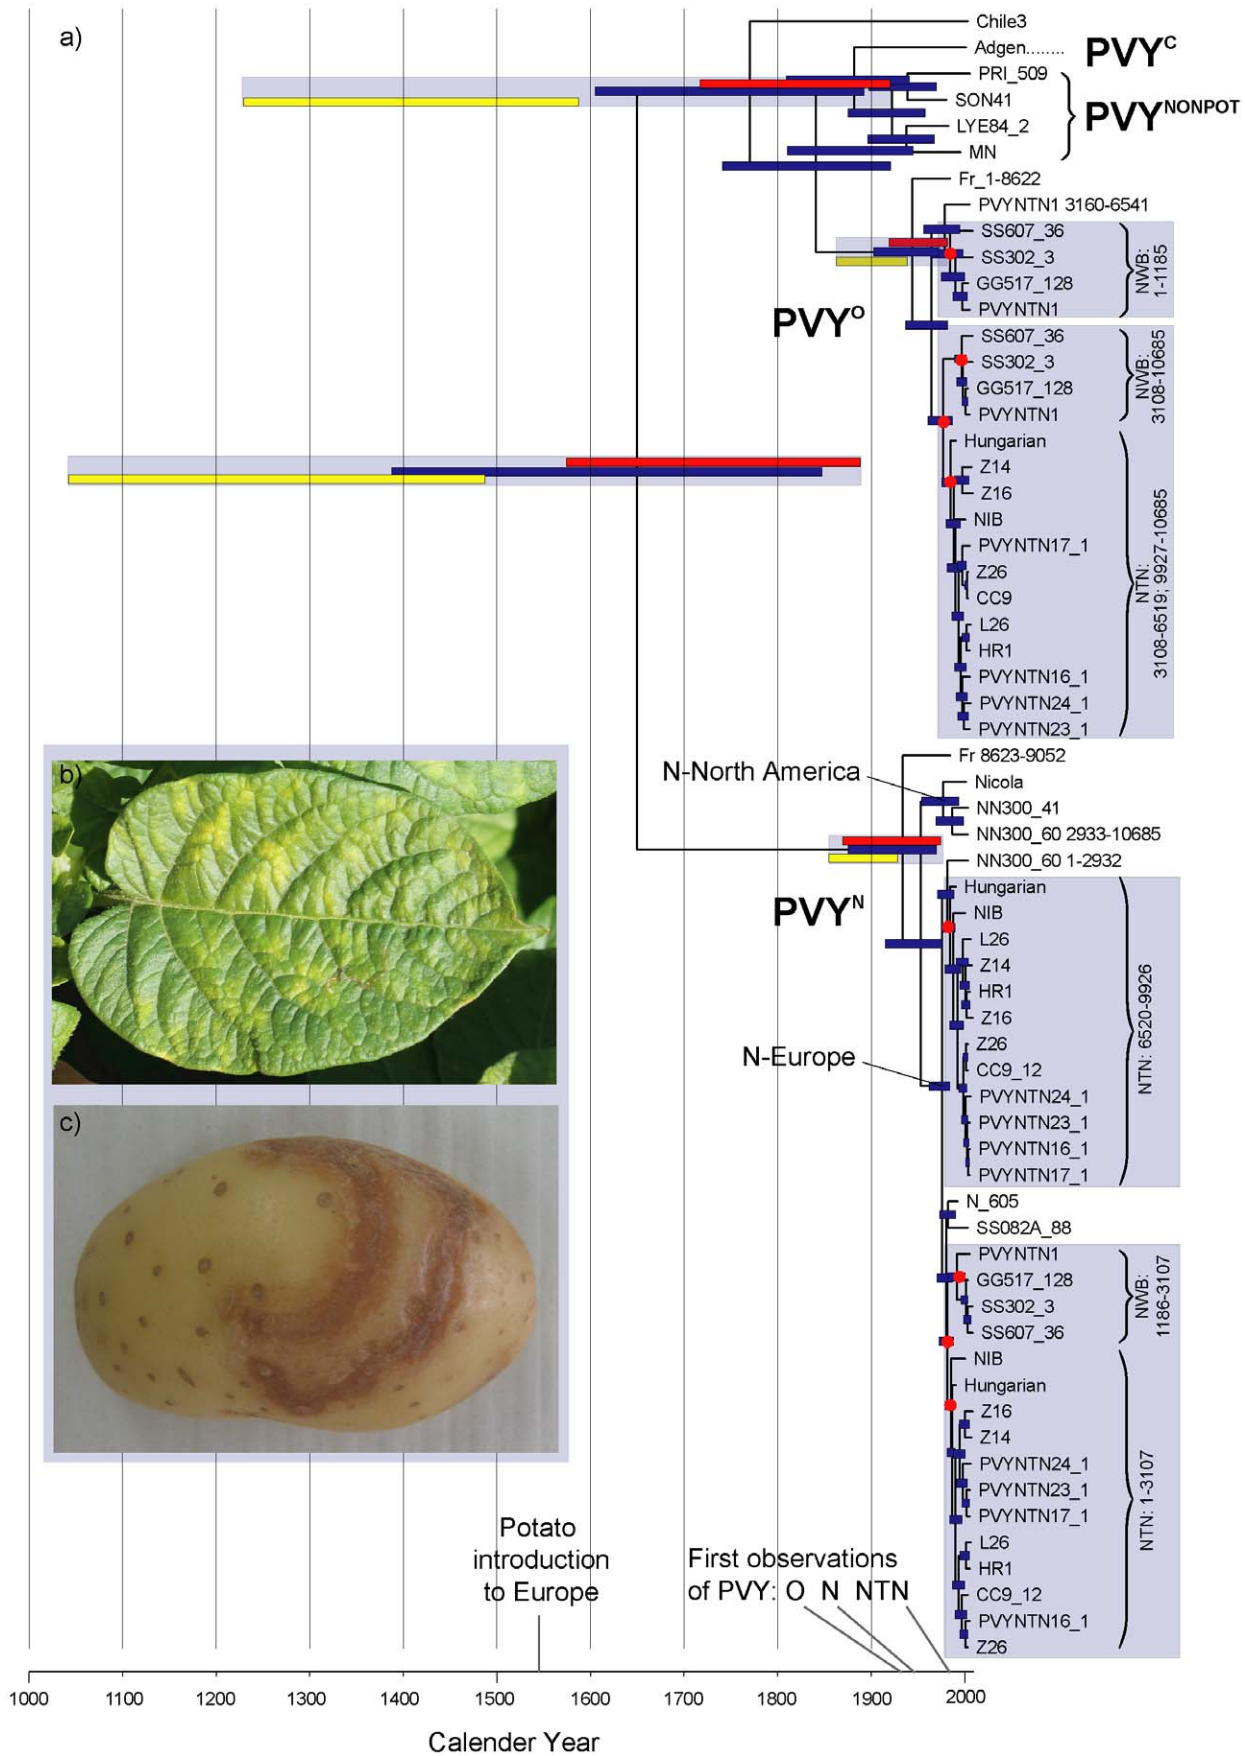 a)
Chile3
Adgen........
PVY^C
PRI_509
SON41
PVY^NONPOT
LYE84_2
MN
Fr_1-8622
PVYNTN1 3160-6541
SS607_36
SS302_3
GG517_128
PVYNTN1
NWB:
1-1185
PVY^O
SS607_36
SS302_3
GG517_128
PVYNTN1
NWB:
3108-10685
Hungarian
Z14
Z16
NIB
PVYNTN17_1
Z26
CC9
L26
HR1
PVYNTN16_1
PVYNTN24_1
PVYNTN23_1
NTN:
3108-6519; 9927-10685
Fr 8623-9052
N-North America
Nicola
NN300_41
NN300_60 2933-10685
NN300_60 1-2932
PVY^N
Hungarian
NIB
L26
Z14
HR1
Z16
Z26
CC9_12
PVYNTN24_1
PVYNTN23_1
PVYNTN16_1
PVYNTN17_1
NTN: 6520-9926
N-Europe
N_605
SS082A_88
PVYNTN1
GG517_128
SS302_3
SS607_36
NWB:
1186-3107
NIB
Hungarian
Z16
Z14
PVYNTN24_1
PVYNTN23_1
PVYNTN17_1
L26
HR1
CC9_12
PVYNTN16_1
Z26
NTN: 1-3107
b)
c)
Potato
introduction
to Europe
First observations
of PVY: O N NTN
1000 1100 1200 1300 1400 1500 1600 1700 1800 1900 2000
Calender Year